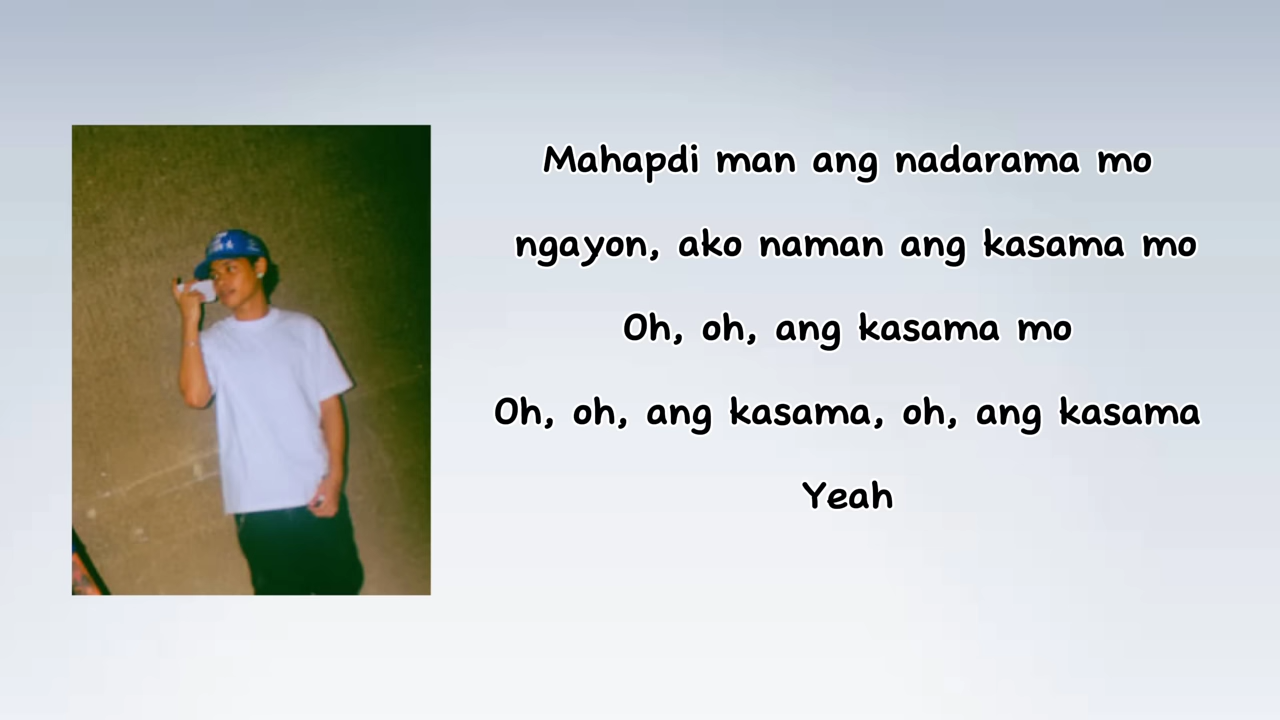 Mahapdi man ang nadarama mo
ngayon, ako naman ang kasama mo
Oh, oh, ang kasama mo
Oh, oh, ang kasama, oh, ang kasama
Yeah